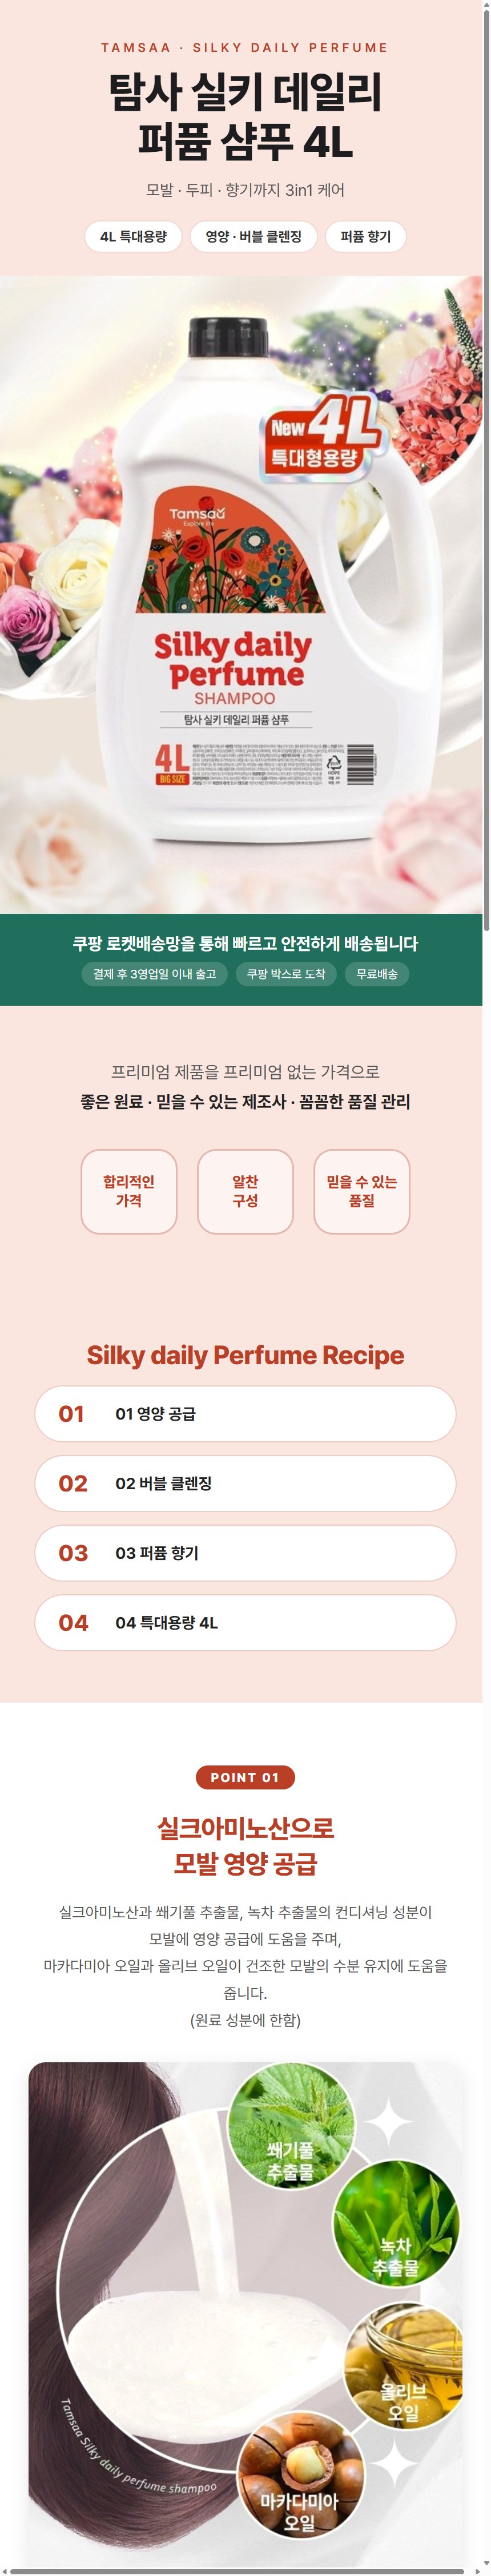 TAMSAA · SILKY DAILY PERFUME
탐사 실키 데일리
퍼퓸 샴푸 4L
모발 · 두피 · 향기까지 3in1 케어
4L 특대용량
영양 · 버블 클렌징
퍼퓸 향기
New 4L
특대형용량
Tamsaa
Explore life
Silky daily
Perfume
SHAMPOO
탐사 실키 데일리 퍼퓸 샴푸
4L
BIG SIZE
HDPE
쿠팡 로켓배송망을 통해 빠르고 안전하게 배송됩니다
결제 후 3영업일 이내 출고
쿠팡 박스로 도착
무료배송
프리미엄 제품을 프리미엄 없는 가격으로
좋은 원료 · 믿을 수 있는 제조사 · 꼼꼼한 품질 관리
합리적인
가격
알찬
구성
믿을 수 있는
품질
Silky daily Perfume Recipe
01 01 영양 공급
02 02 버블 클렌징
03 03 퍼퓸 향기
04 04 특대용량 4L
POINT 01
실크아미노산으로
모발 영양 공급
실크아미노산과 쐐기풀 추출물, 녹차 추출물의 컨디셔닝 성분이
모발에 영양 공급에 도움을 주며,
마카다미아 오일과 올리브 오일이 건조한 모발의 수분 유지에 도움을
줍니다.
(원료 성분에 한함)
쐐기풀
추출물
녹차
추출물
올리브
오일
마카다미아
오일
Tamsaa Silky daily perfume shampoo